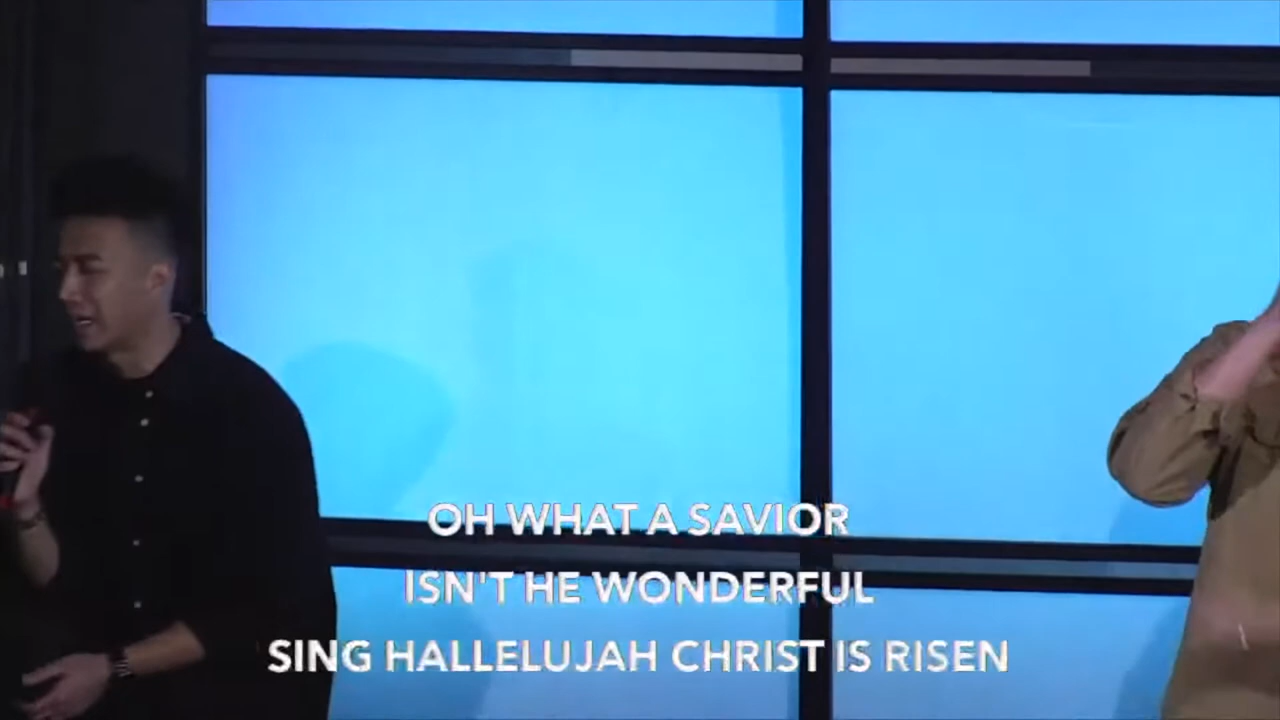 OH WHAT A SAVIOR
ISN'T HE WONDERFUL
SING HALLELUJAH CHRIST IS RISEN